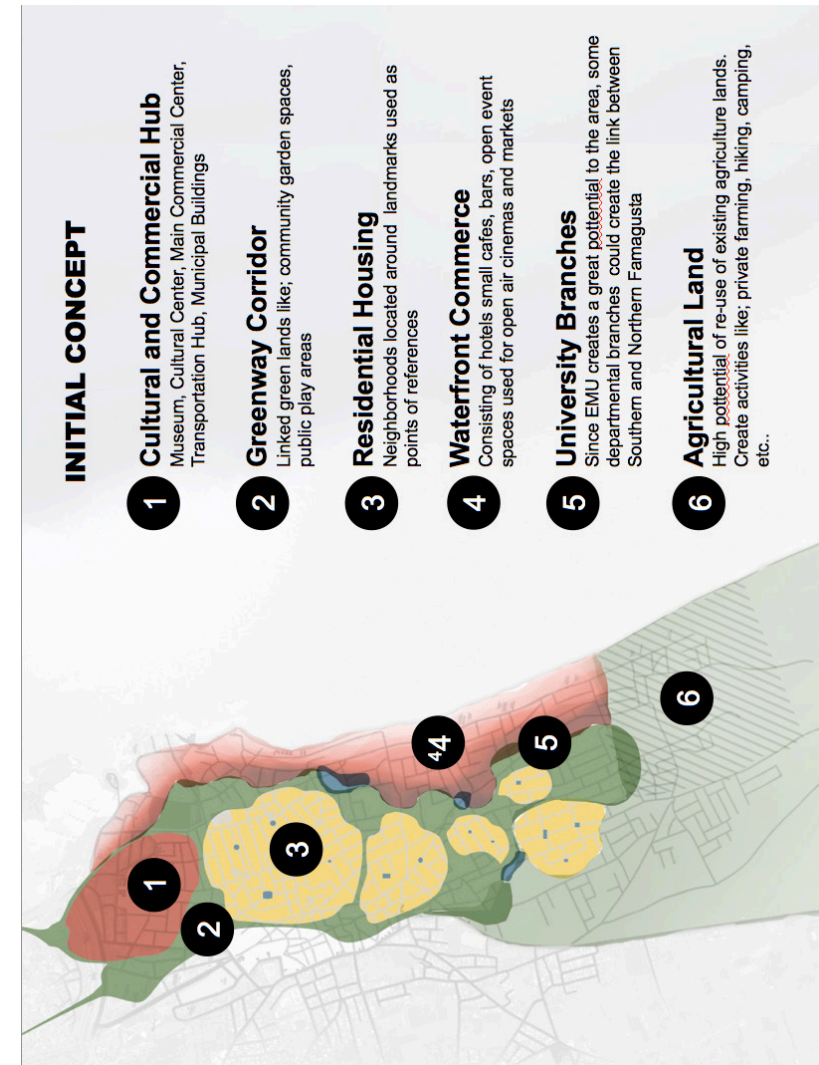 INITIAL CONCEPT
1
Cultural and Commercial Hub
Museum, Cultural Center, Main Commercial Center,
Transportation Hub, Municipal Buildings
2
Greenway Corridor
Linked green lands like; community garden spaces,
public play areas
3
Residential Housing
Neighborhoods located around landmarks used as
points of references
4
Waterfront Commerce
Consisting of hotels small cafes, bars, open event
spaces used for open air cinemas and markets
5
University Branches
Since EMU creates a great pottential to the area, some
departmental branches could create the link between
Southern and Northern Famagusta
6
Agricultural Land
High pottential of re-use of existing agriculture lands.
Create activities like; private farming, hiking, camping,
etc..
1
2
3
44
5
6